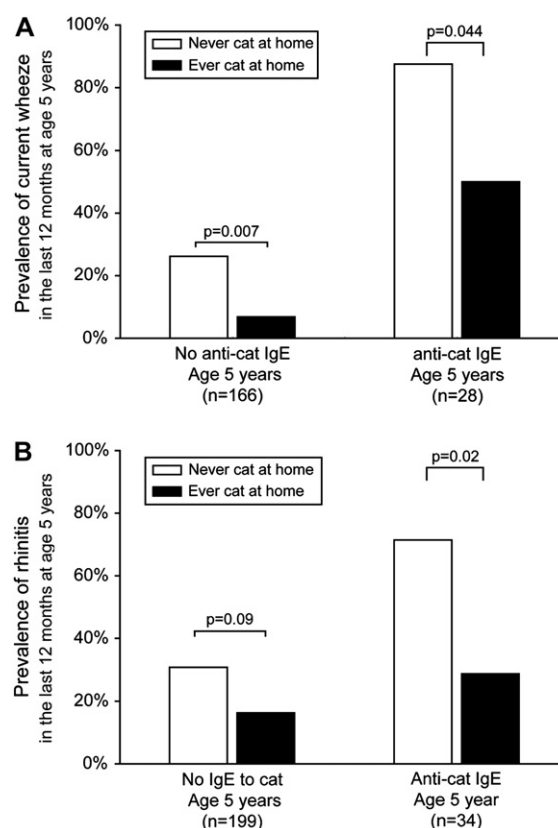 A
Prevalence of current wheeze
in the last 12 months at age 5 years
100%
80%
60%
40%
20%
0%
Never cat at home
Ever cat at home
p=0.007
p=0.044
No anti-cat IgE
Age 5 years
(n=166)
anti-cat IgE
Age 5 years
(n=28)
B
Prevalence of rhinitis
in the last 12 months at age 5 years
100%
80%
60%
40%
20%
0%
Never cat at home
Ever cat at home
p=0.09
p=0.02
No IgE to cat
Age 5 years
(n=199)
Anti-cat IgE
Age 5 year
(n=34)